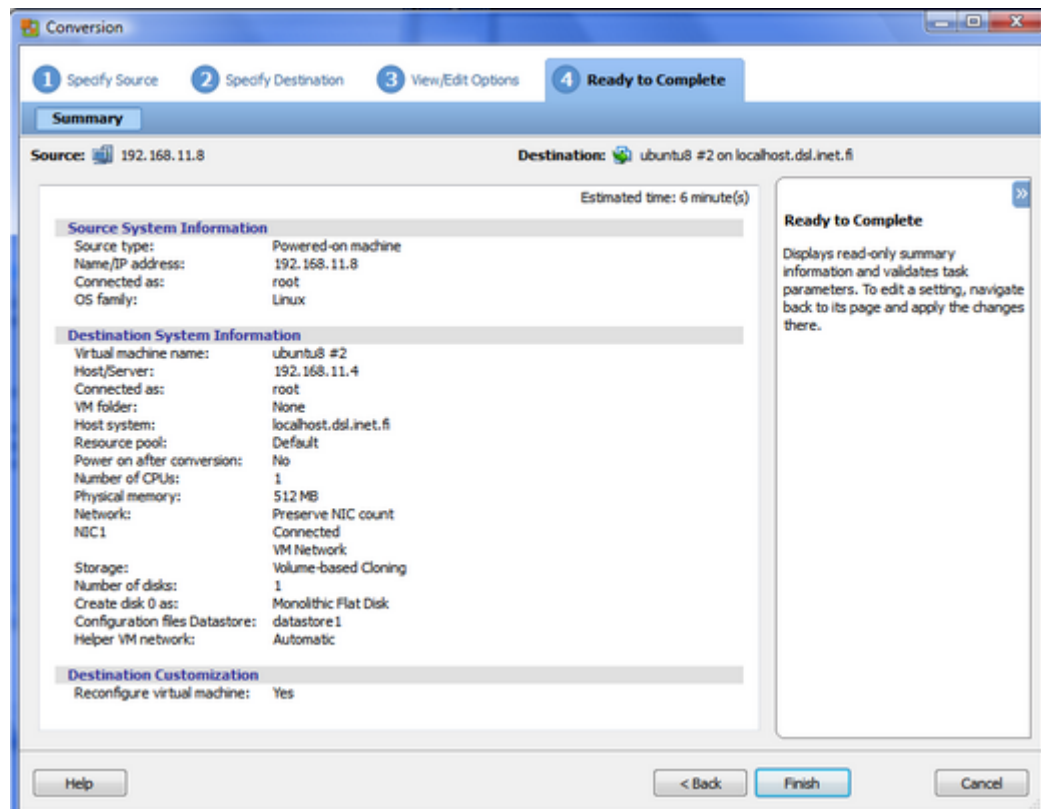 Conversion
1 Specify Source 2 Specify Destination 3 View/Edit Options 4 Ready to Complete
Summary
Source: 192.168.11.8 Destination: ubuntu8 #2 on localhost.dsl.inet.fi
Estimated time: 6 minute(s)
Source System Information
Source type: Powered-on machine
Name/IP address: 192.168.11.8
Connected as: root
OS family: Linux
Destination System Information
Virtual machine name: ubuntu8 #2
Host/Server: 192.168.11.4
Connected as: root
VM folder: None
Host system: localhost.dsl.inet.fi
Resource pool: Default
Power on after conversion: No
Number of CPUs: 1
Physical memory: 512 MB
Network: Preserve NIC count
NIC1 Connected
VM Network
Storage: Volume-based Cloning
Number of disks: 1
Create disk 0 as: Monolithic Flat Disk
Configuration files Datastore: datastore1
Helper VM network: Automatic
Destination Customization
Reconfigure virtual machine: Yes
Ready to Complete
Displays read-only summary
information and validates task
parameters. To edit a setting, navigate
back to its page and apply the changes
there.
Help < Back Finish Cancel